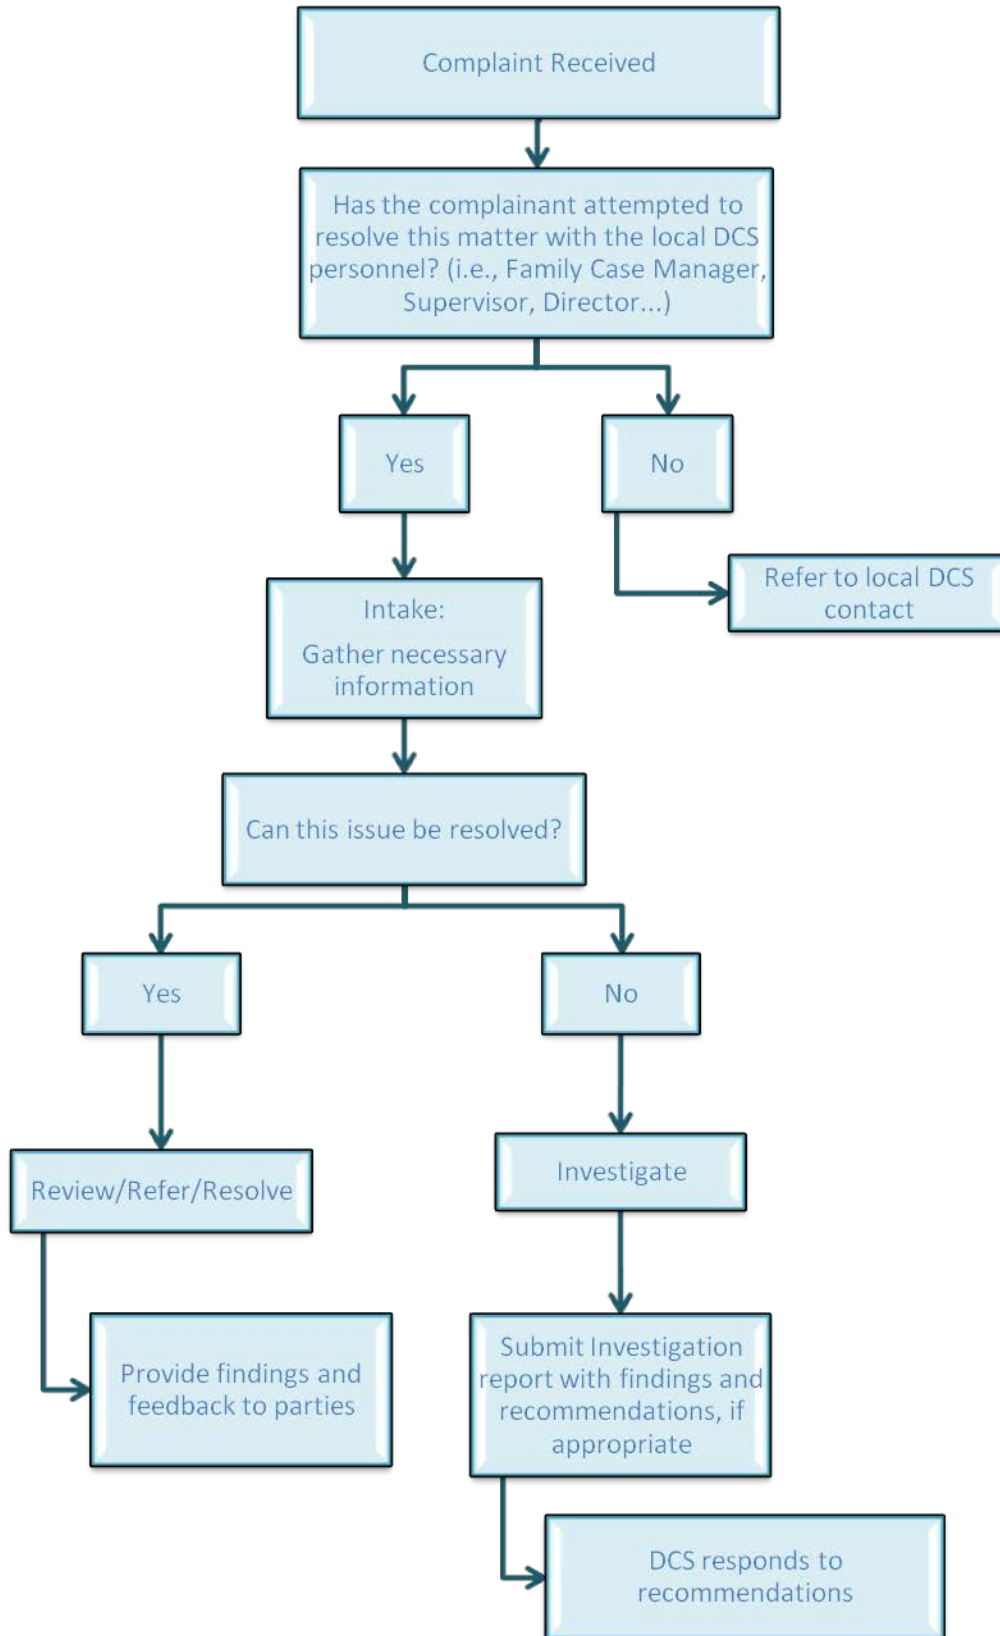 Complaint Received
Has the complainant attempted to
resolve this matter with the local DCS
personnel? (i.e., Family Case Manager,
Supervisor, Director...)
Yes
No
Refer to local DCS
contact
Intake:
Gather necessary
information
Can this issue be resolved?
Yes
No
Review/Refer/Resolve
Investigate
Provide findings and
feedback to parties
Submit Investigation
report with findings and
recommendations, if
appropriate
DCS responds to
recommendations